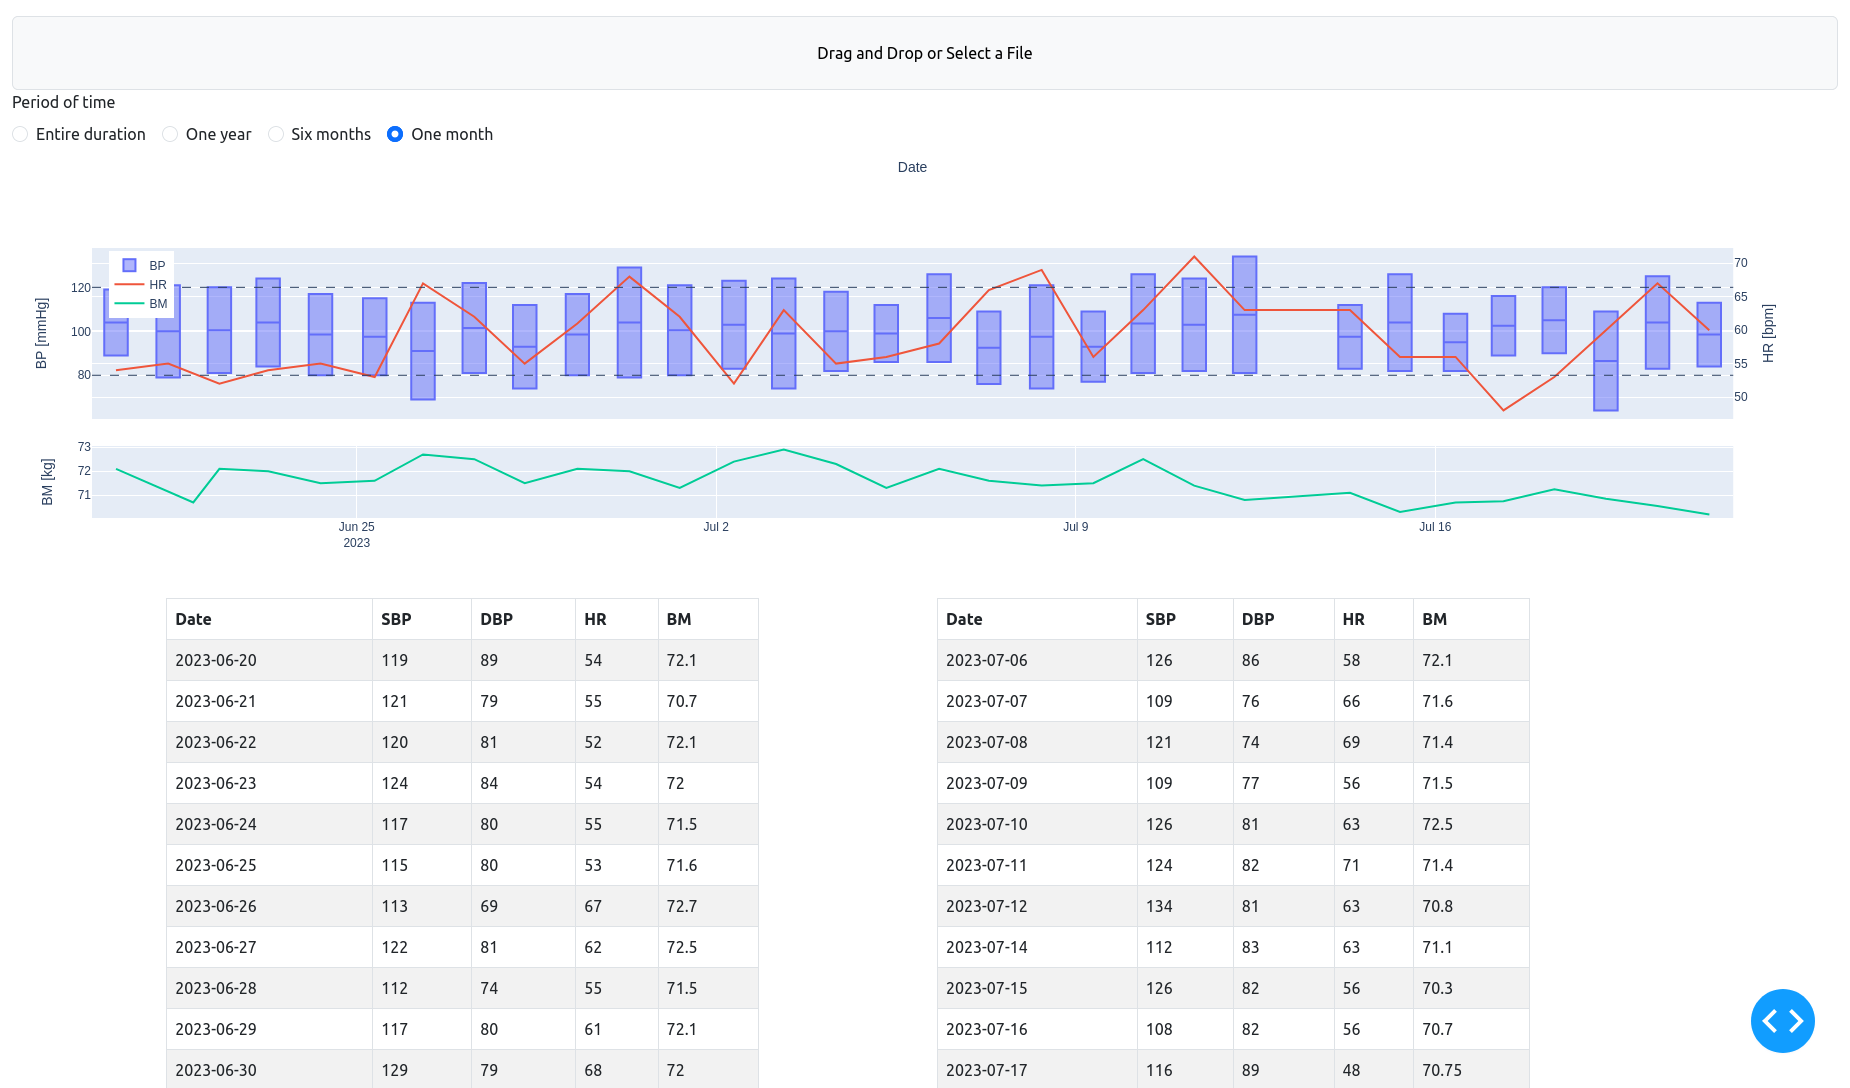 Drag and Drop or Select a File
Period of time
Entire duration One year Six months One month
Date
BP
HR
BM
BP [mmHg]
120
100
80
HR [bpm]
70
65
60
55
50
BM [kg]
73
72
71
Jun 25
2023
Jul 2
Jul 9
Jul 16
Date SBP DBP HR BM
2023-06-20 119 89 54 72.1
2023-06-21 121 79 55 70.7
2023-06-22 120 81 52 72.1
2023-06-23 124 84 54 72
2023-06-24 117 80 55 71.5
2023-06-25 115 80 53 71.6
2023-06-26 113 69 67 72.7
2023-06-27 122 81 62 72.5
2023-06-28 112 74 55 71.5
2023-06-29 117 80 61 72.1
2023-06-30 129 79 68 72
Date SBP DBP HR BM
2023-07-06 126 86 58 72.1
2023-07-07 109 76 66 71.6
2023-07-08 121 74 69 71.4
2023-07-09 109 77 56 71.5
2023-07-10 126 81 63 72.5
2023-07-11 124 82 71 71.4
2023-07-12 134 81 63 70.8
2023-07-14 112 83 63 71.1
2023-07-15 126 82 56 70.3
2023-07-16 108 82 56 70.7
2023-07-17 116 89 48 70.75